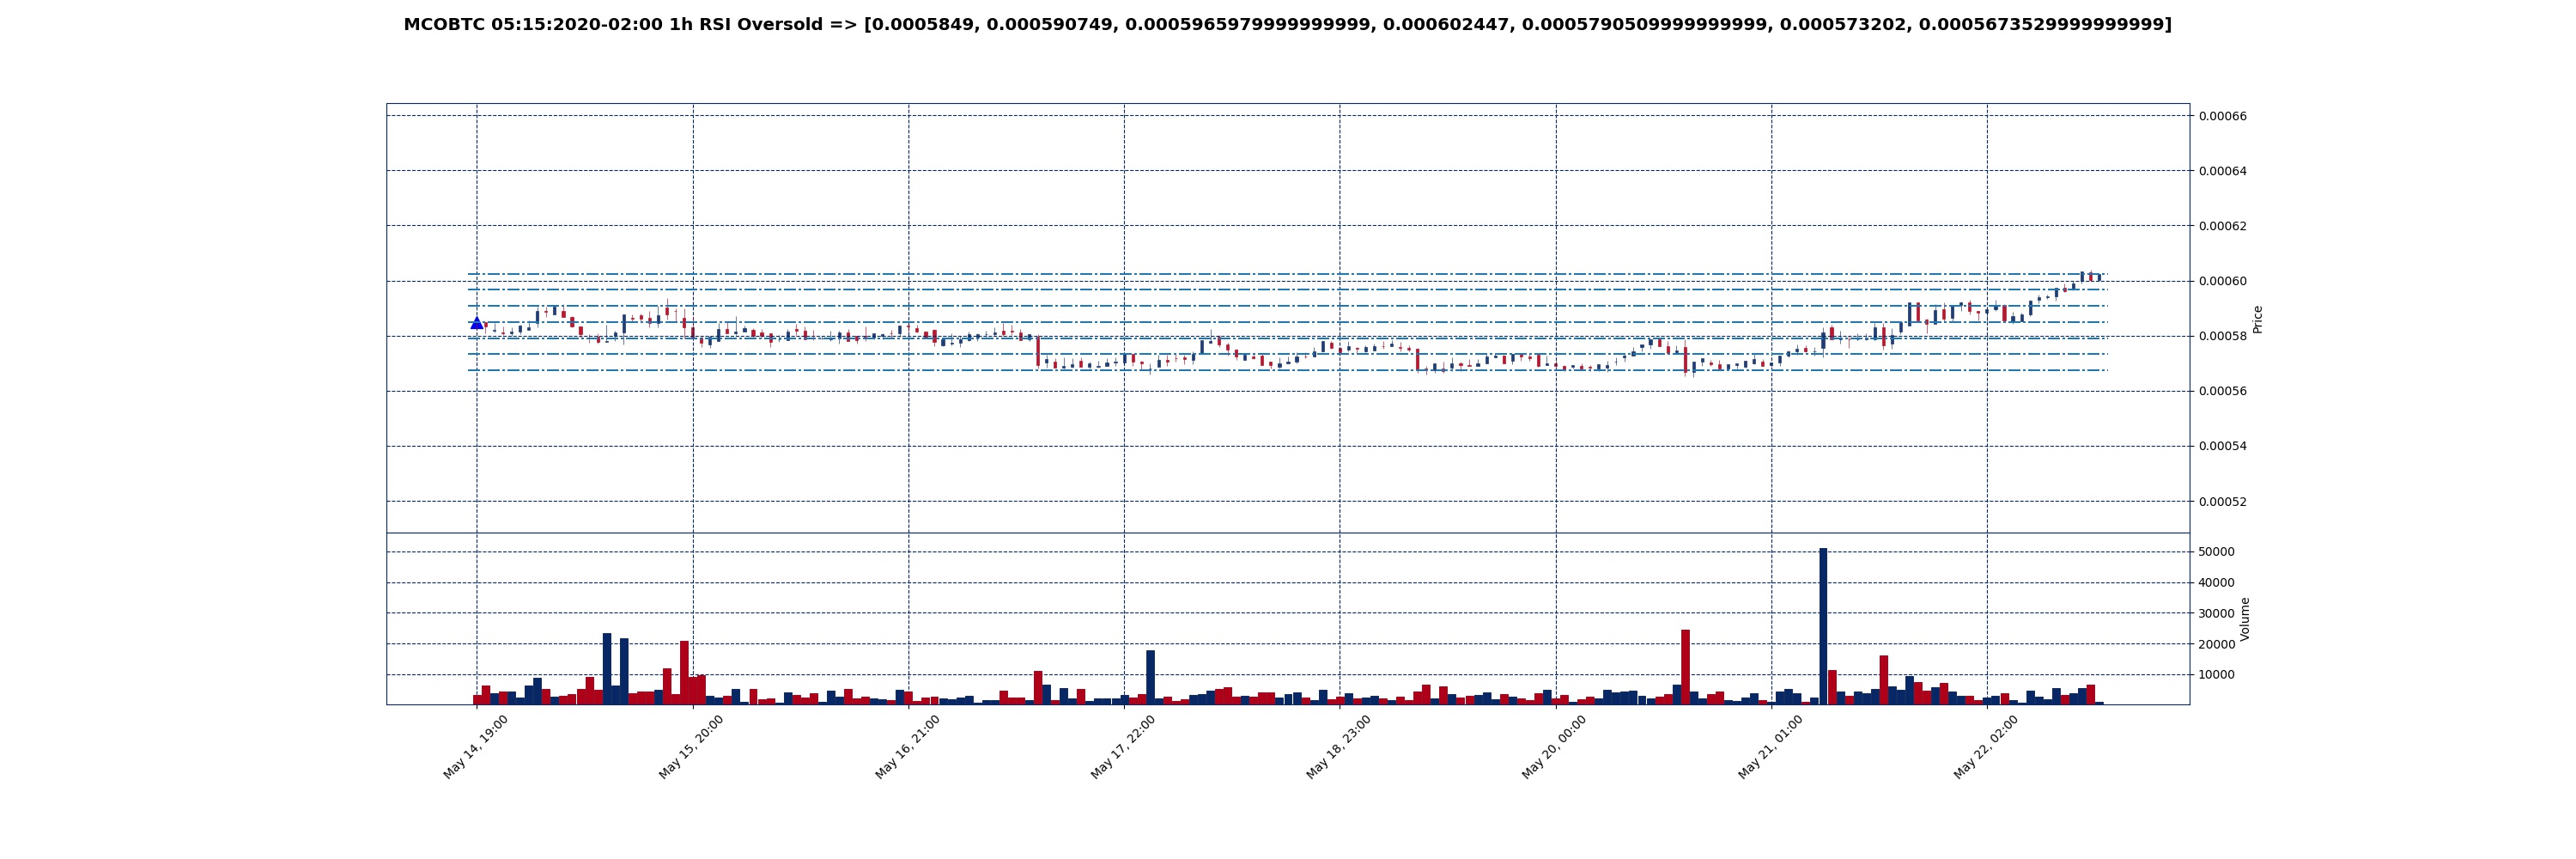 MCOBTC 05:15:2020-02:00 1h RSI Oversold => [0.0005849, 0.000590749, 0.0005965979999999999, 0.000602447, 0.0005790509999999999, 0.000573202, 0.0005673529999999999]
0.00066
0.00064
0.00062
0.00060
0.00058
0.00056
0.00054
0.00052
Price
50000
40000
30000
20000
10000
Volume
May 14, 19:00
May 15, 20:00
May 16, 21:00
May 17, 22:00
May 18, 23:00
May 20, 00:00
May 21, 01:00
May 22, 02:00